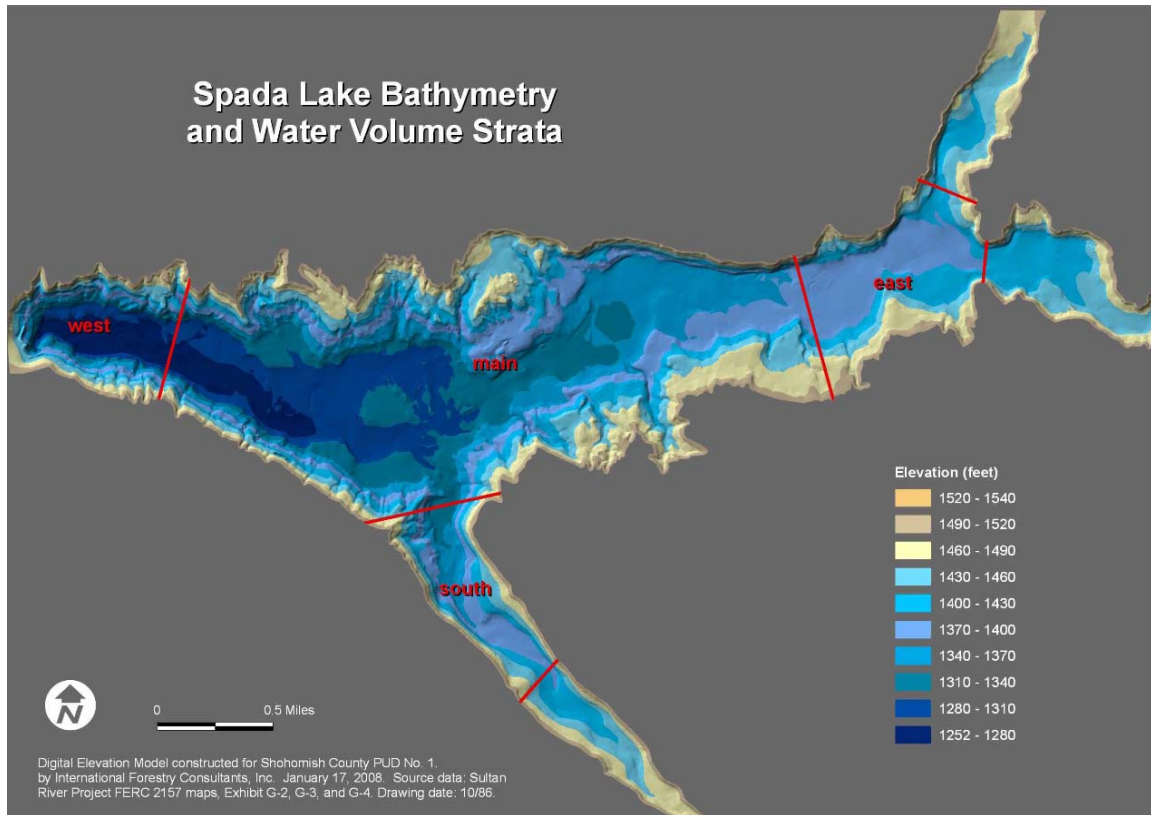 Spada Lake Bathymetry
and Water Volume Strata
west
main
east
south
Elevation (feet)
1520 - 1540
1490 - 1520
1460 - 1490
1430 - 1460
1400 - 1430
1370 - 1400
1340 - 1370
1310 - 1340
1280 - 1310
1252 - 1280
N
0 0.5 Miles
Digital Elevation Model constructed for Shohomish County PUD No. 1.
by International Forestry Consultants, Inc. January 17, 2008. Source data: Sultan
River Project FERC 2157 maps, Exhibit G-2, G-3, and G-4. Drawing date: 10/86.